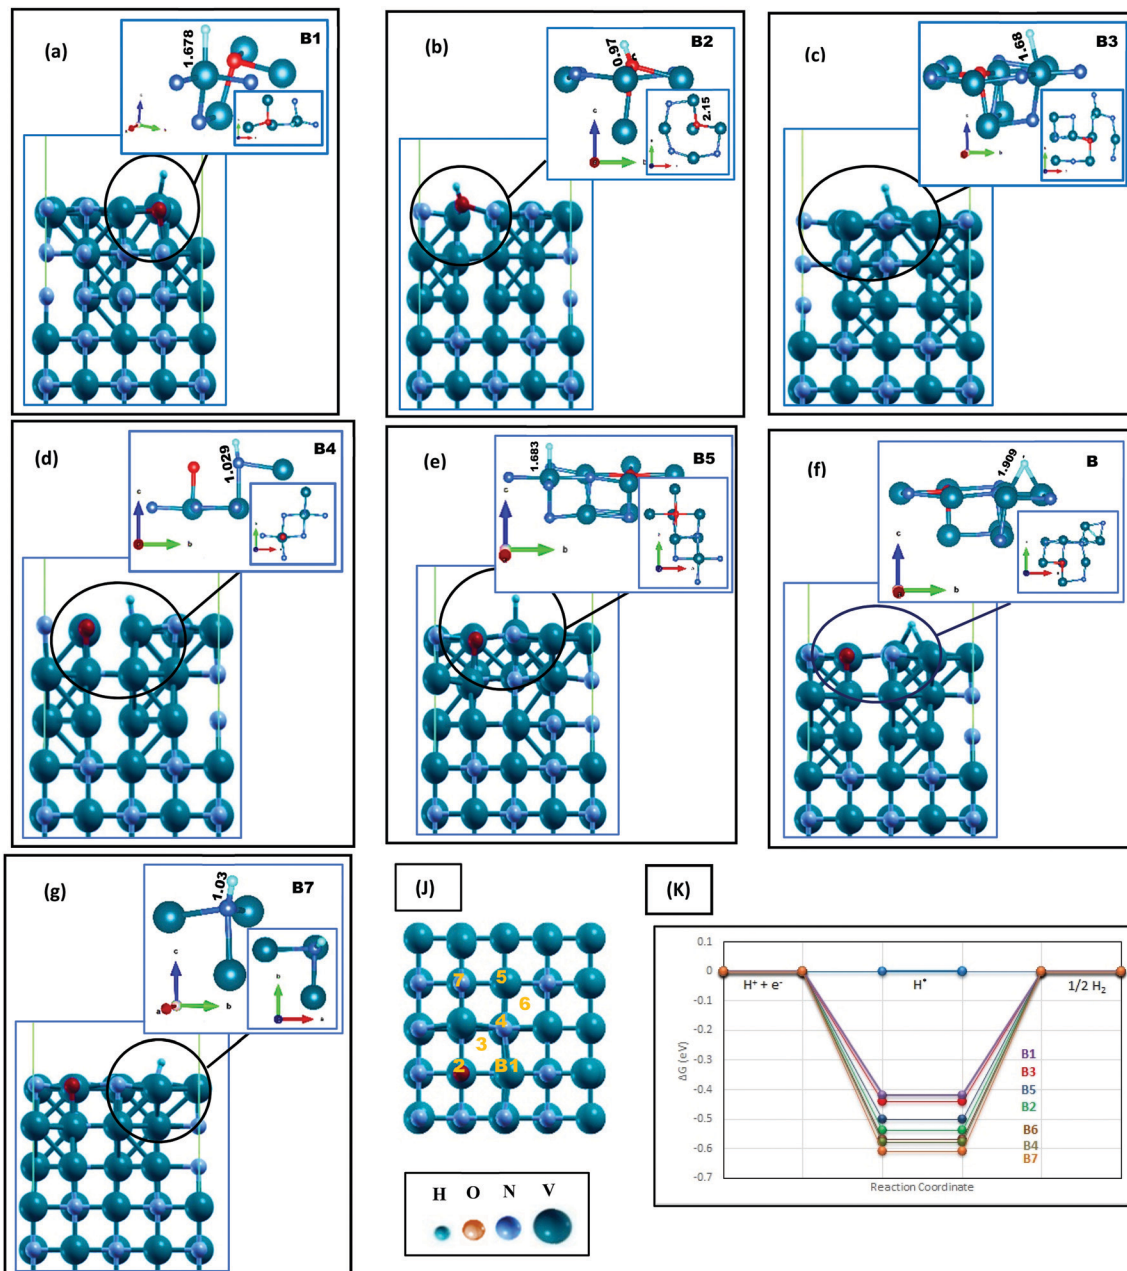 (a)
B1
1.678
(b)
B2
0.97
2.15
(c)
B3
1.68
(d)
B4
1.029
c
b
(e)
B5
1.683
c
b
a
(f)
B
1.909
c
b
(g)
B7
1.03
c
a
b
b
a
(J)
7 5
6
4
3
2 B1
H O N V
(K)
0.1
0
-0.1
-0.2
-0.3
-0.4
-0.5
-0.6
-0.7
ΔG (eV)
H⁺ + e⁻
H*
1/2 H₂
B1
B3
B5
B2
B6
B4
B7
Reaction Coordinate